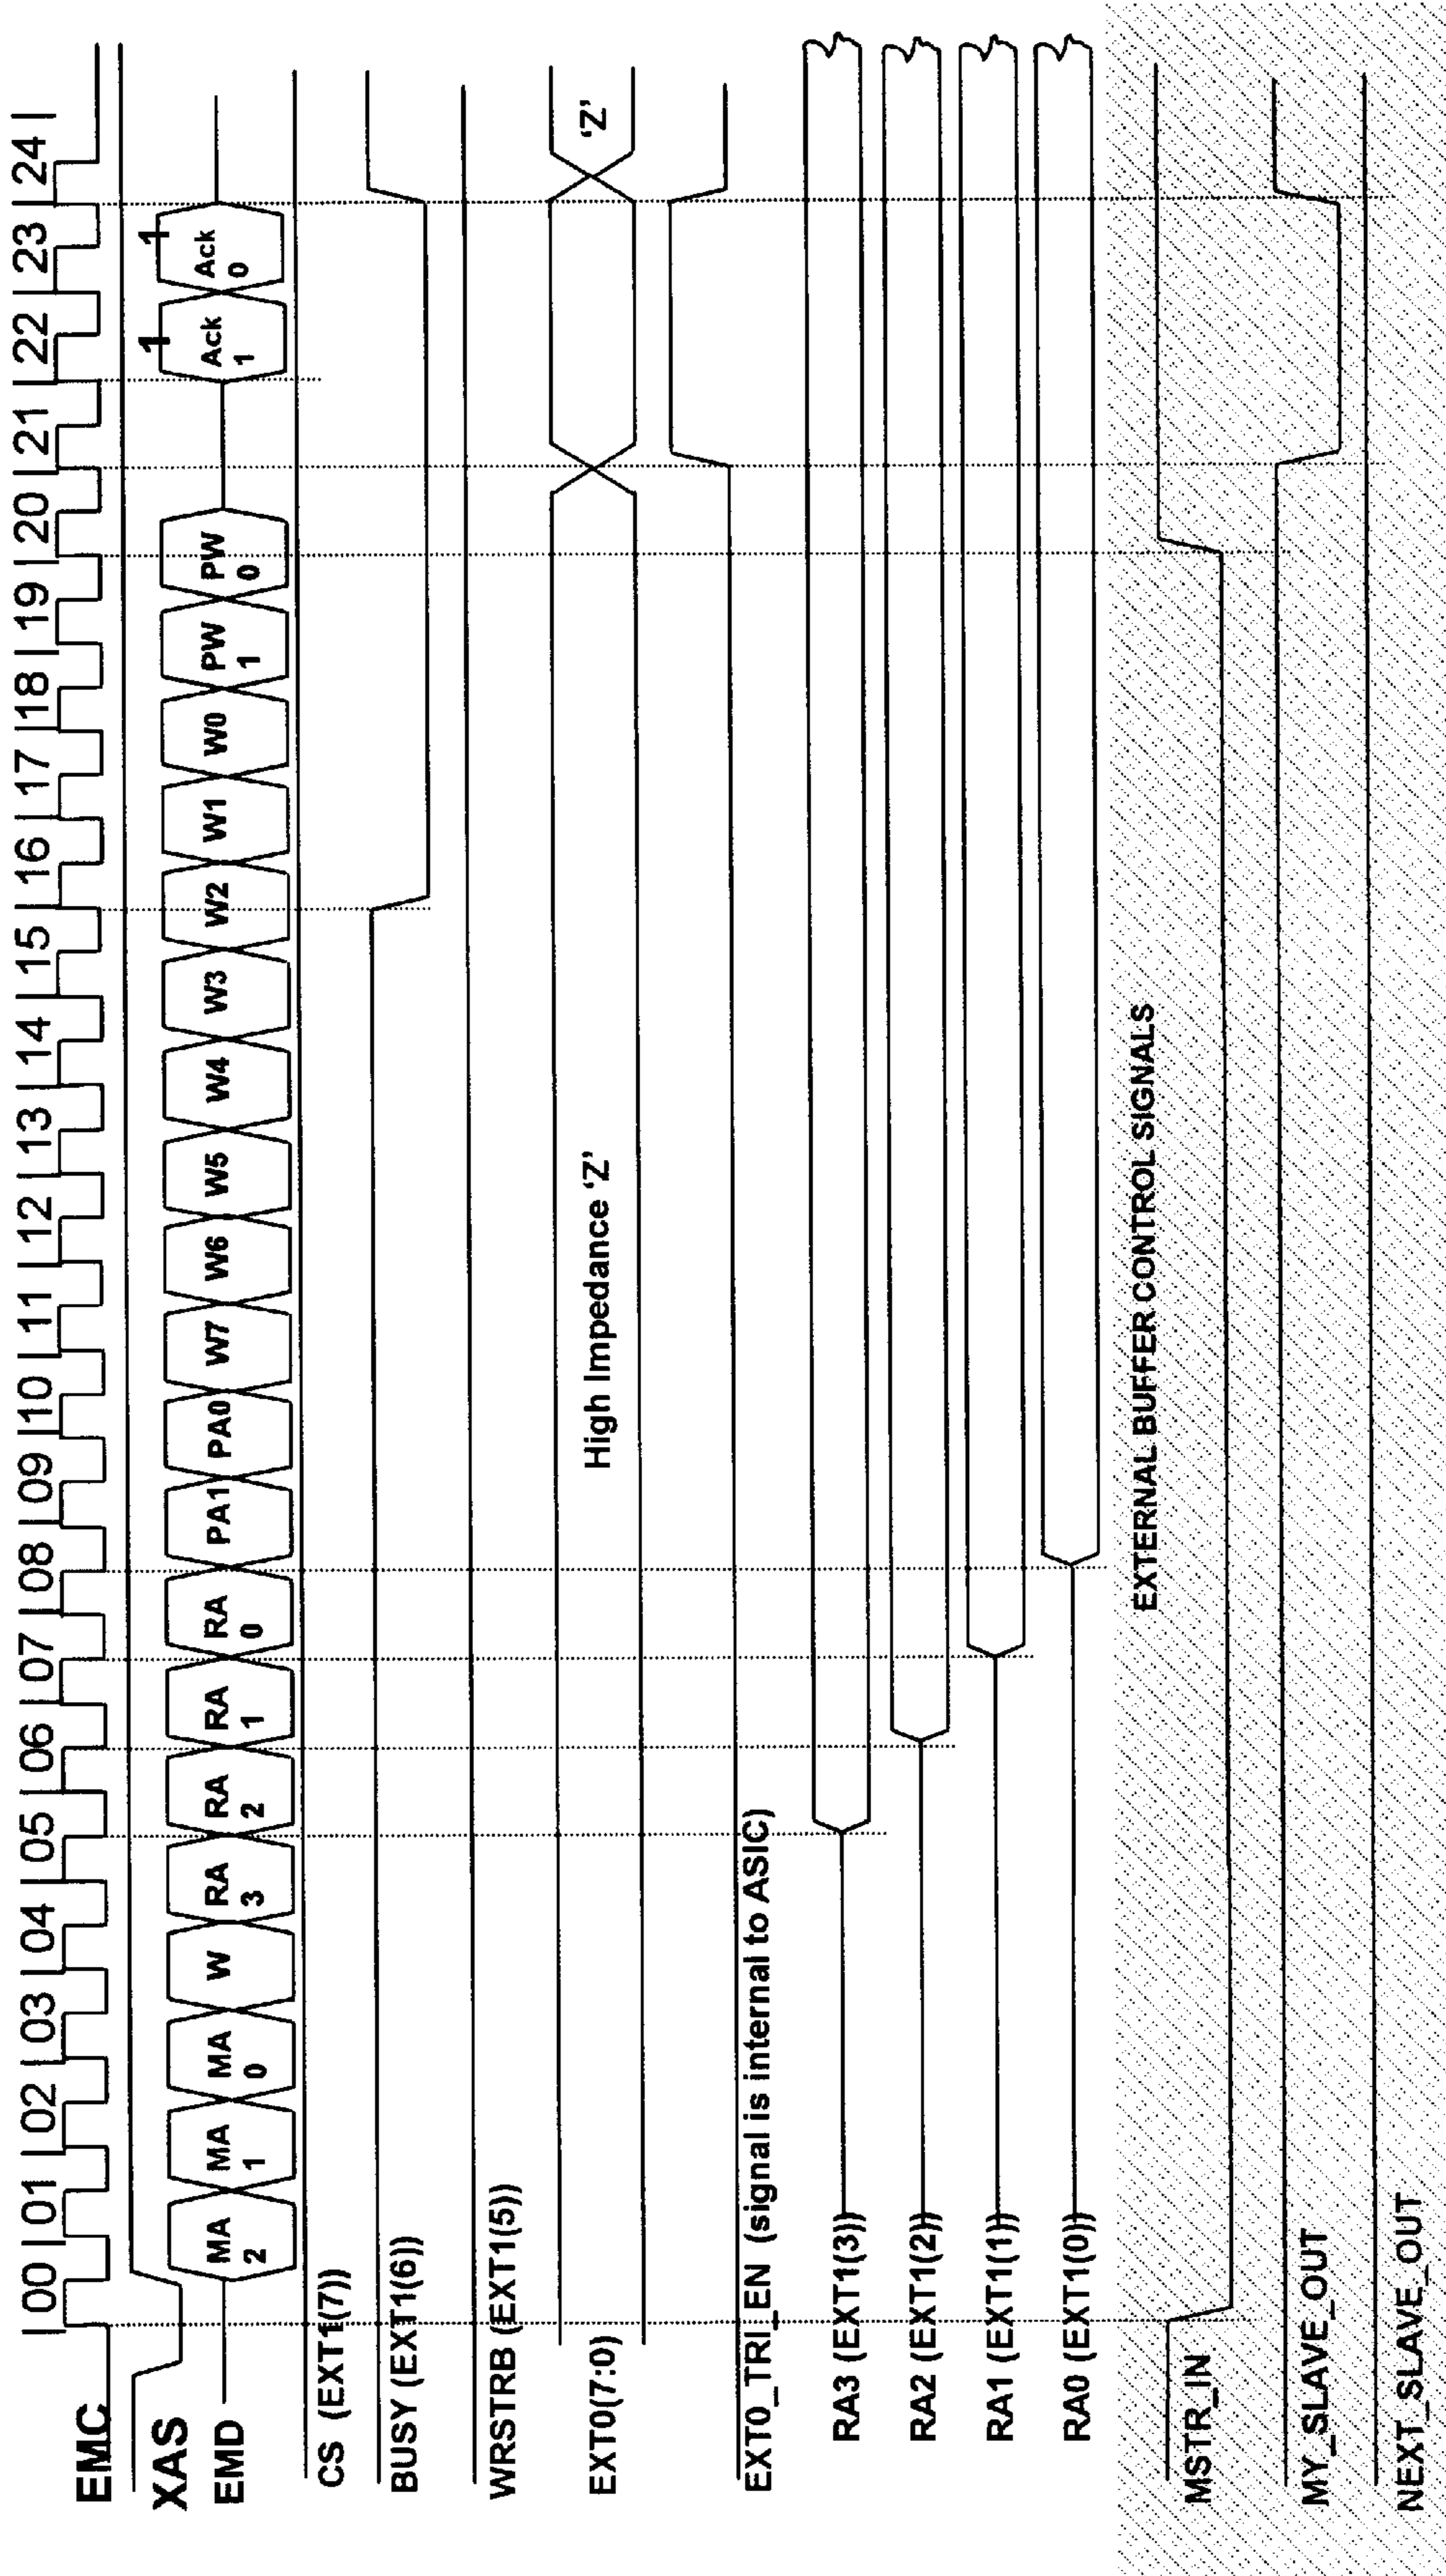 |00|01|02|03|04|05|06|07|08|09|10|11|12|13|14|15|16|17|18|19|20|21|22|23|24|
EMC
XAS
1 1
EMD MA 2 MA 1 MA 0 W RA 3 RA 2 RA 1 RA 0 PA1 PA0 W7 W6 W5 W4 W3 W2 W1 W0 PW 1 PW 0 Ack 1 Ack 0
CS (EXT1(7))
BUSY (EXT1(6))
WRSTRB (EXT1(5))
EXT0(7:0) High Impedance ‘Z’ ‘Z’
EXT0_TRI_EN (signal is internal to ASIC)
RA3 (EXT1(3))
RA2 (EXT1(2))
RA1 (EXT1(1))
RA0 (EXT1(0))
EXTERNAL BUFFER CONTROL SIGNALS
MSTR_IN
MY_SLAVE_OUT
NEXT_SLAVE_OUT